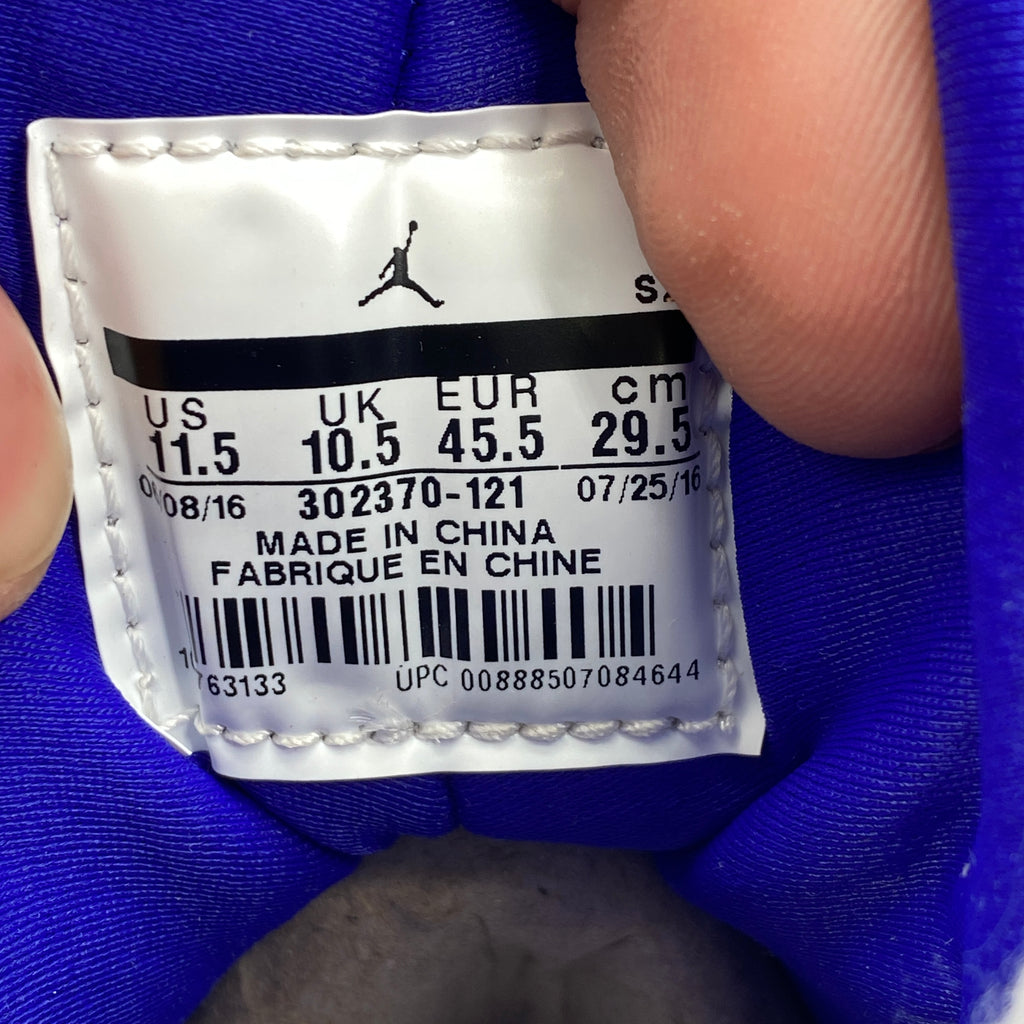 US UK EUR cm
11.5 10.5 45.5 29.5
08/16 302370-121 07/25/16
MADE IN CHINA
FABRIQUE EN CHINE
63133 UPC 00888507084644